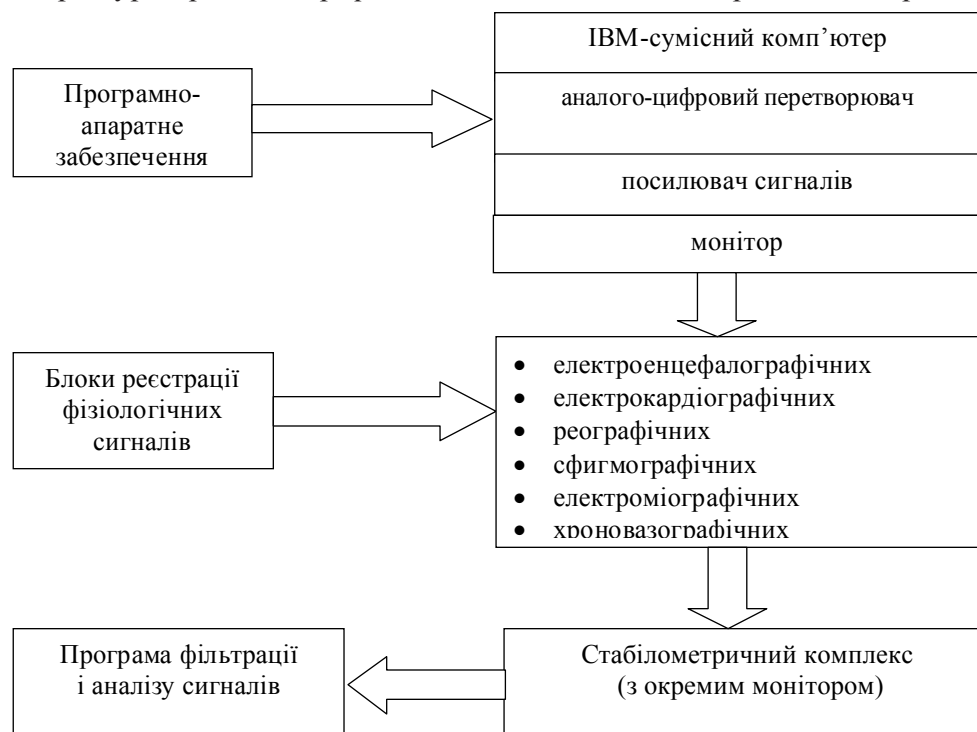 IBM-сумісний комп’ютер
Програмно-
апаратне
забезпечення
аналого-цифровий перетворювач
посилювач сигналів
монітор
Блоки реєстрації
фізіологічних
сигналів
• електроенцефалографічних
• електрокардіографічних
• реографічних
• сфигмографічних
• електроміографічних
• хроновазографічних
Програма фільтрації
і аналізу сигналів
Стабілометричний комплекс
(з окремим монітором)